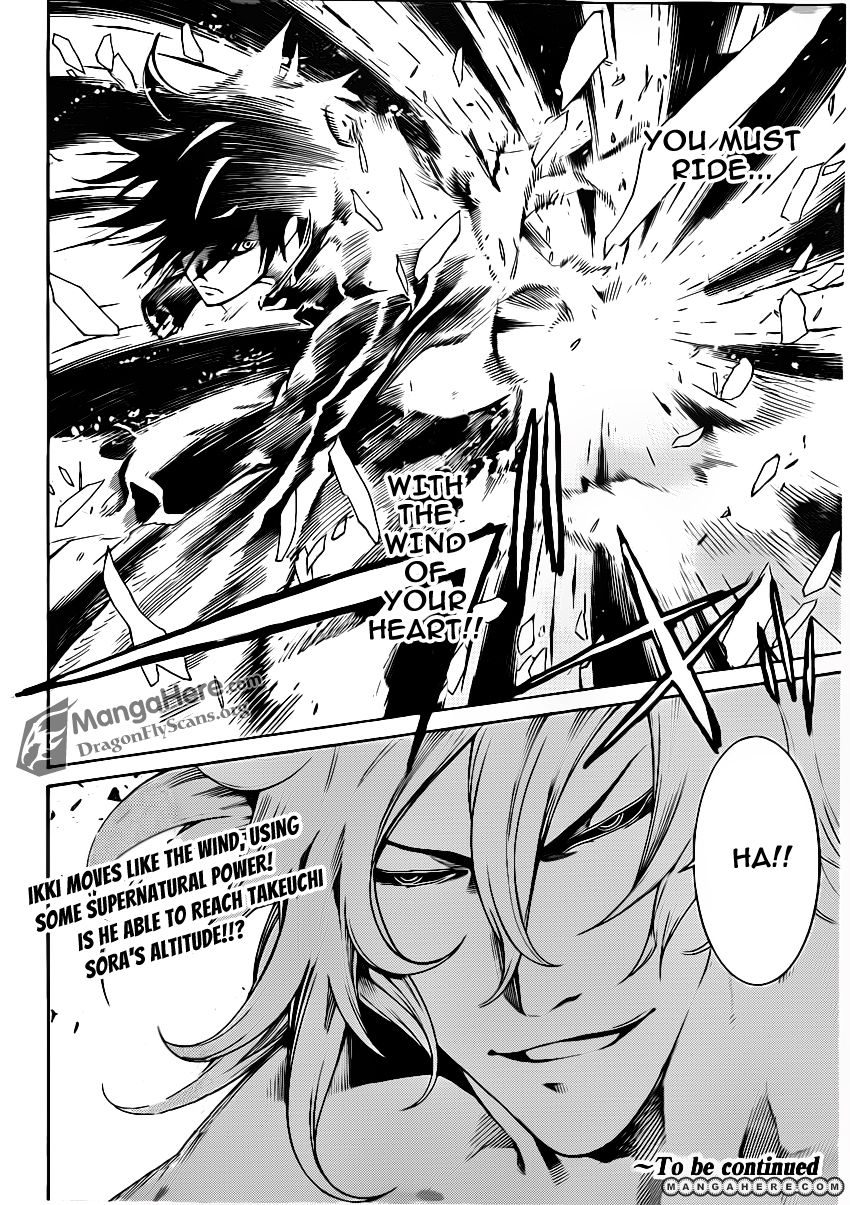 YOU MUST
RIDE...
WITH
THE
WIND
OF
YOUR
HEART!!
MangaHere.com
DragonFlyScans.org
HA!!
IKKI MOVES LIKE THE WIND, USING
SOME SUPERNATURAL POWER!
IS HE ABLE TO REACH TAKEUCHI
SORA'S ALTITUDE!!?
~To be continued
MANGAHERE.COM